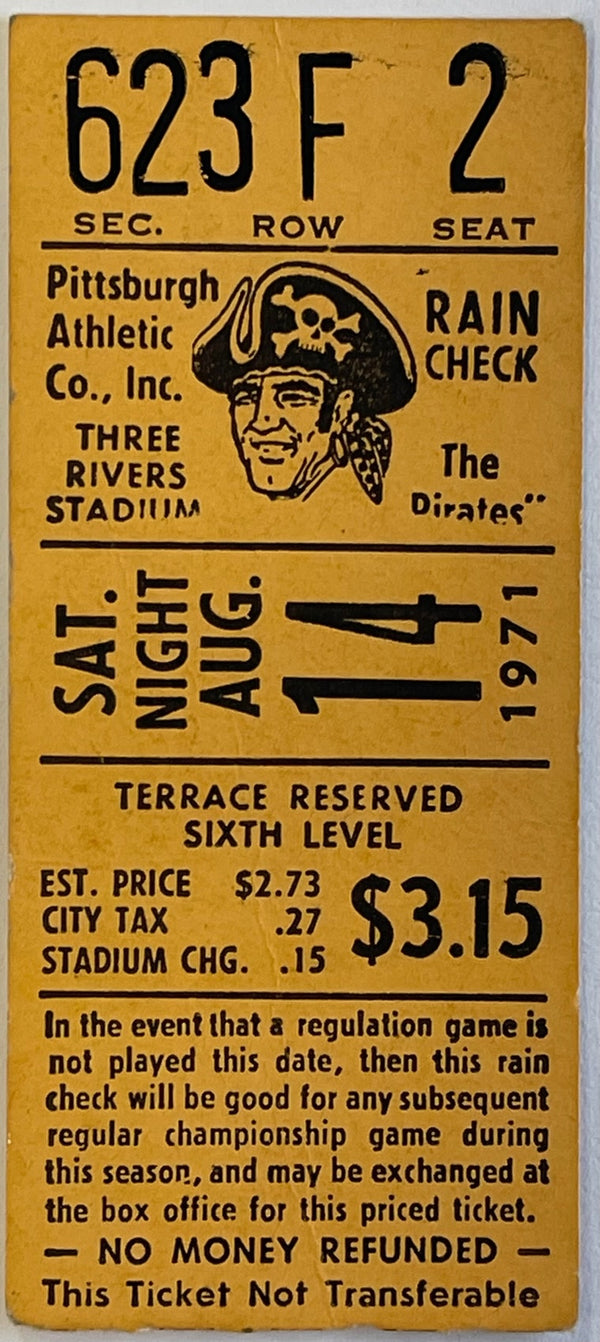 623 F 2
SEC. ROW SEAT
Pittsburgh
Athletic
Co., Inc.
THREE
RIVERS
STADIUM
RAIN
CHECK
The
Pirates"
SAT.
NIGHT
AUG.
14
1971
TERRACE RESERVED
SIXTH LEVEL
EST. PRICE $2.73
CITY TAX .27
STADIUM CHG. .15
$3.15
In the event that a regulation game is
not played this date, then this rain
check will be good for any subsequent
regular championship game during
this season, and may be exchanged at
the box office for this priced ticket.
— NO MONEY REFUNDED —
This Ticket Not Transferable